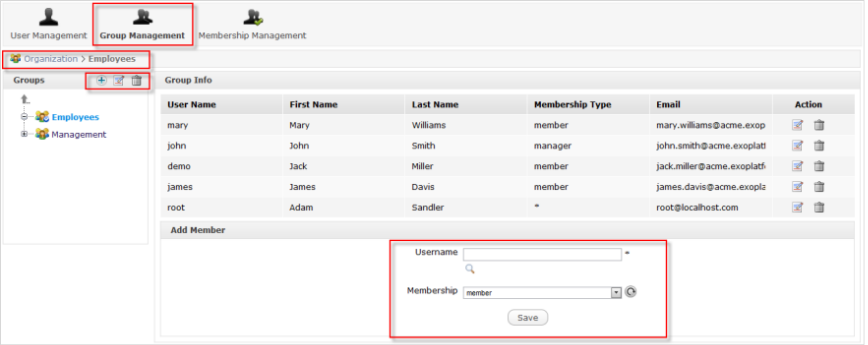 User Management Group Management Membership Management
Organization > Employees
Groups
Employees
Management
Group Info
User Name First Name Last Name Membership Type Email Action
mary Mary Williams member mary.williams@acme.exop
john John Smith manager john.smith@acme.exoplatf
demo Jack Miller member jack.miller@acme.exoplatfo
james James Davis member james.davis@acme.exopla
root Adam Sandler * root@localhost.com
Add Member
Username *
Membership member
Save